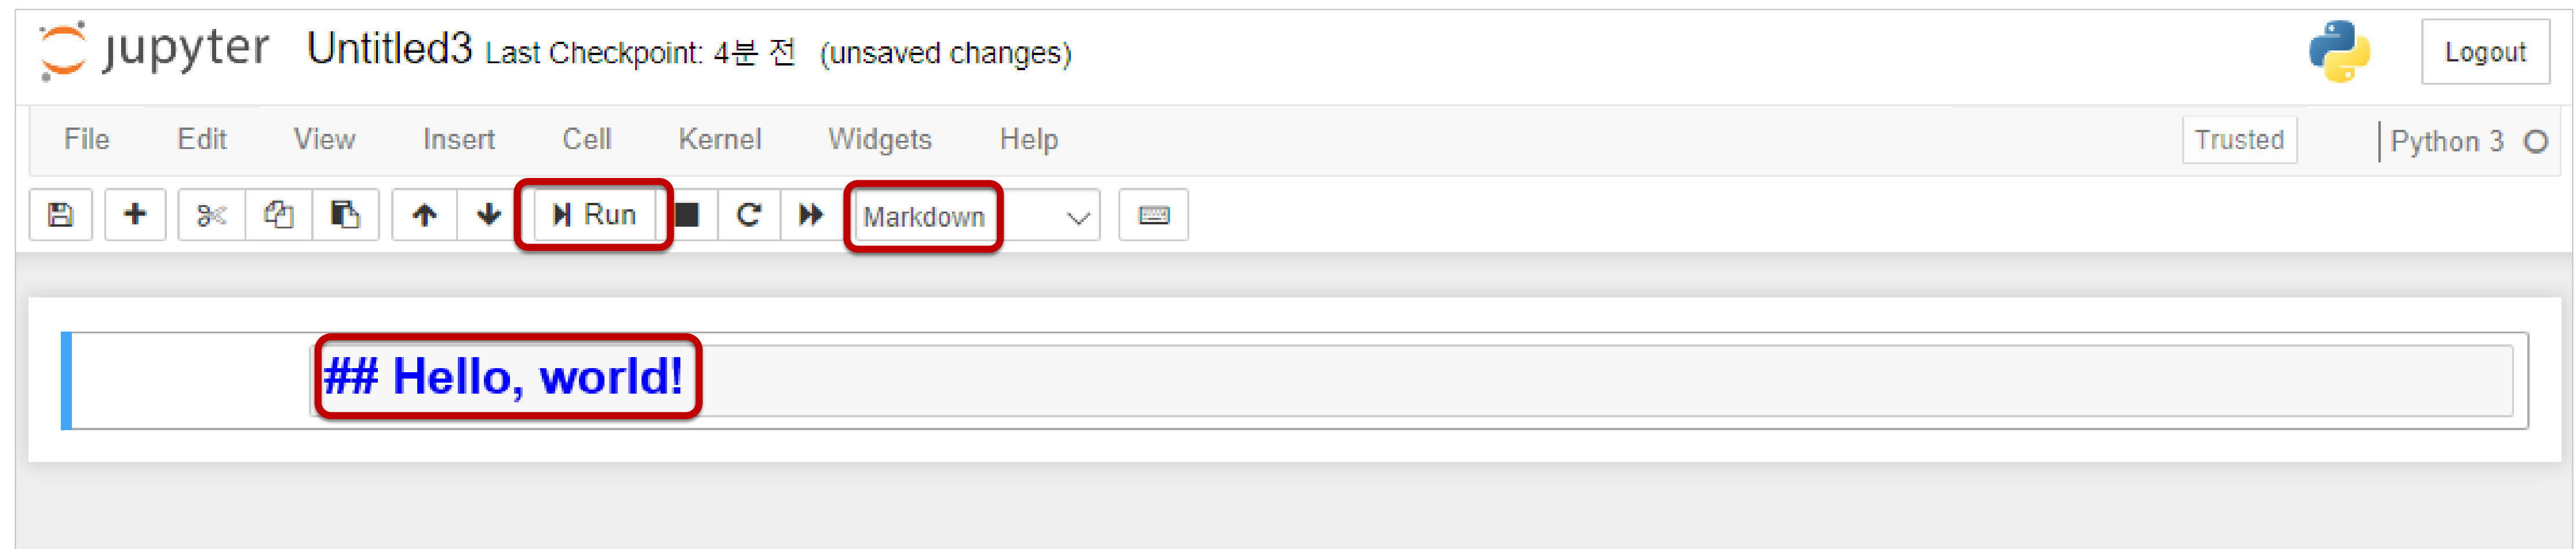 jupyter Untitled3 Last Checkpoint: 4분 전 (unsaved changes) Logout
File Edit View Insert Cell Kernel Widgets Help Trusted Python 3
Run Markdown
## Hello, world!